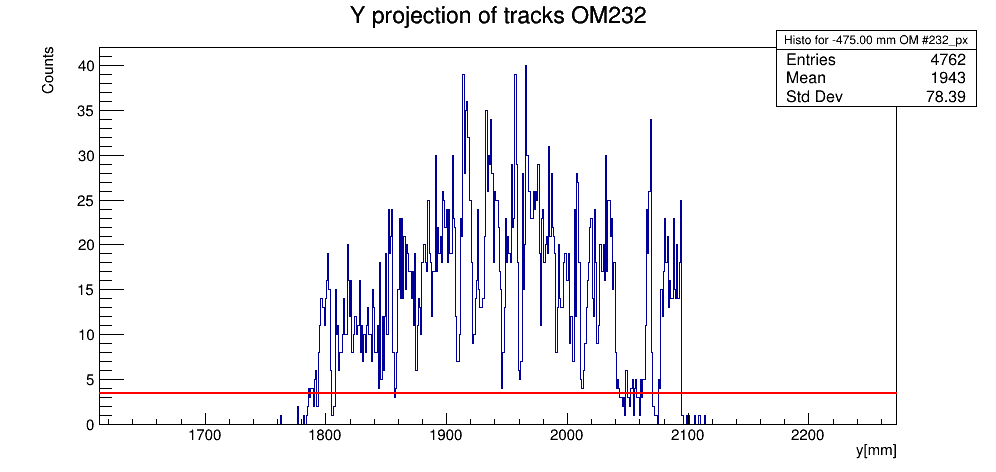 Y projection of tracks OM232
Histo for -475.00 mm OM #232_px
Entries 4762
Mean 1943
Std Dev 78.39
Counts
40
35
30
25
20
15
10
5
0
1700 1800 1900 2000 2100 2200
y[mm]